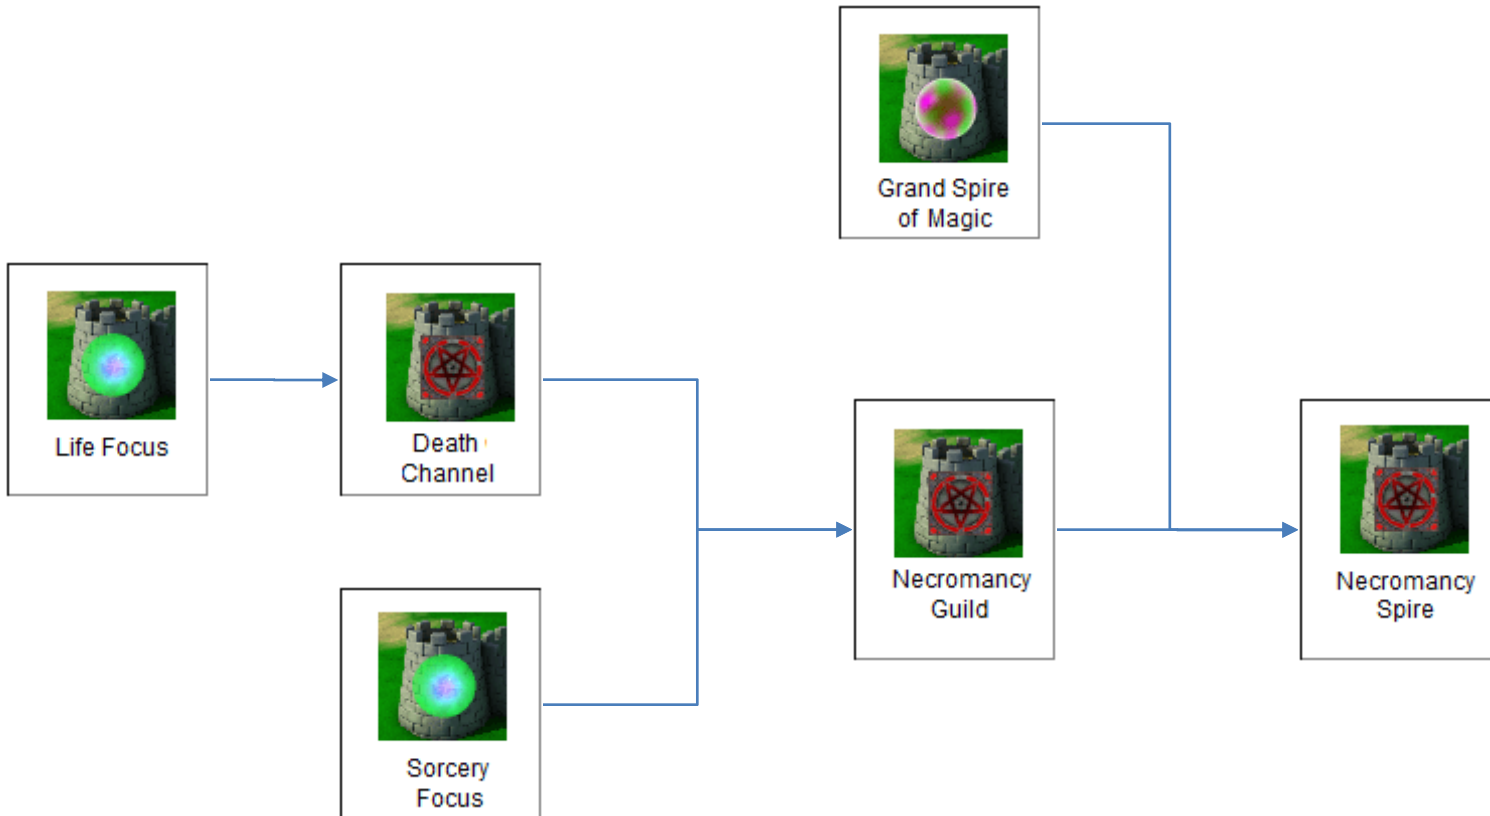 Grand Spire
of Magic
Life Focus
Death
Channel
Necromancy
Guild
Necromancy
Spire
Sorcery
Focus